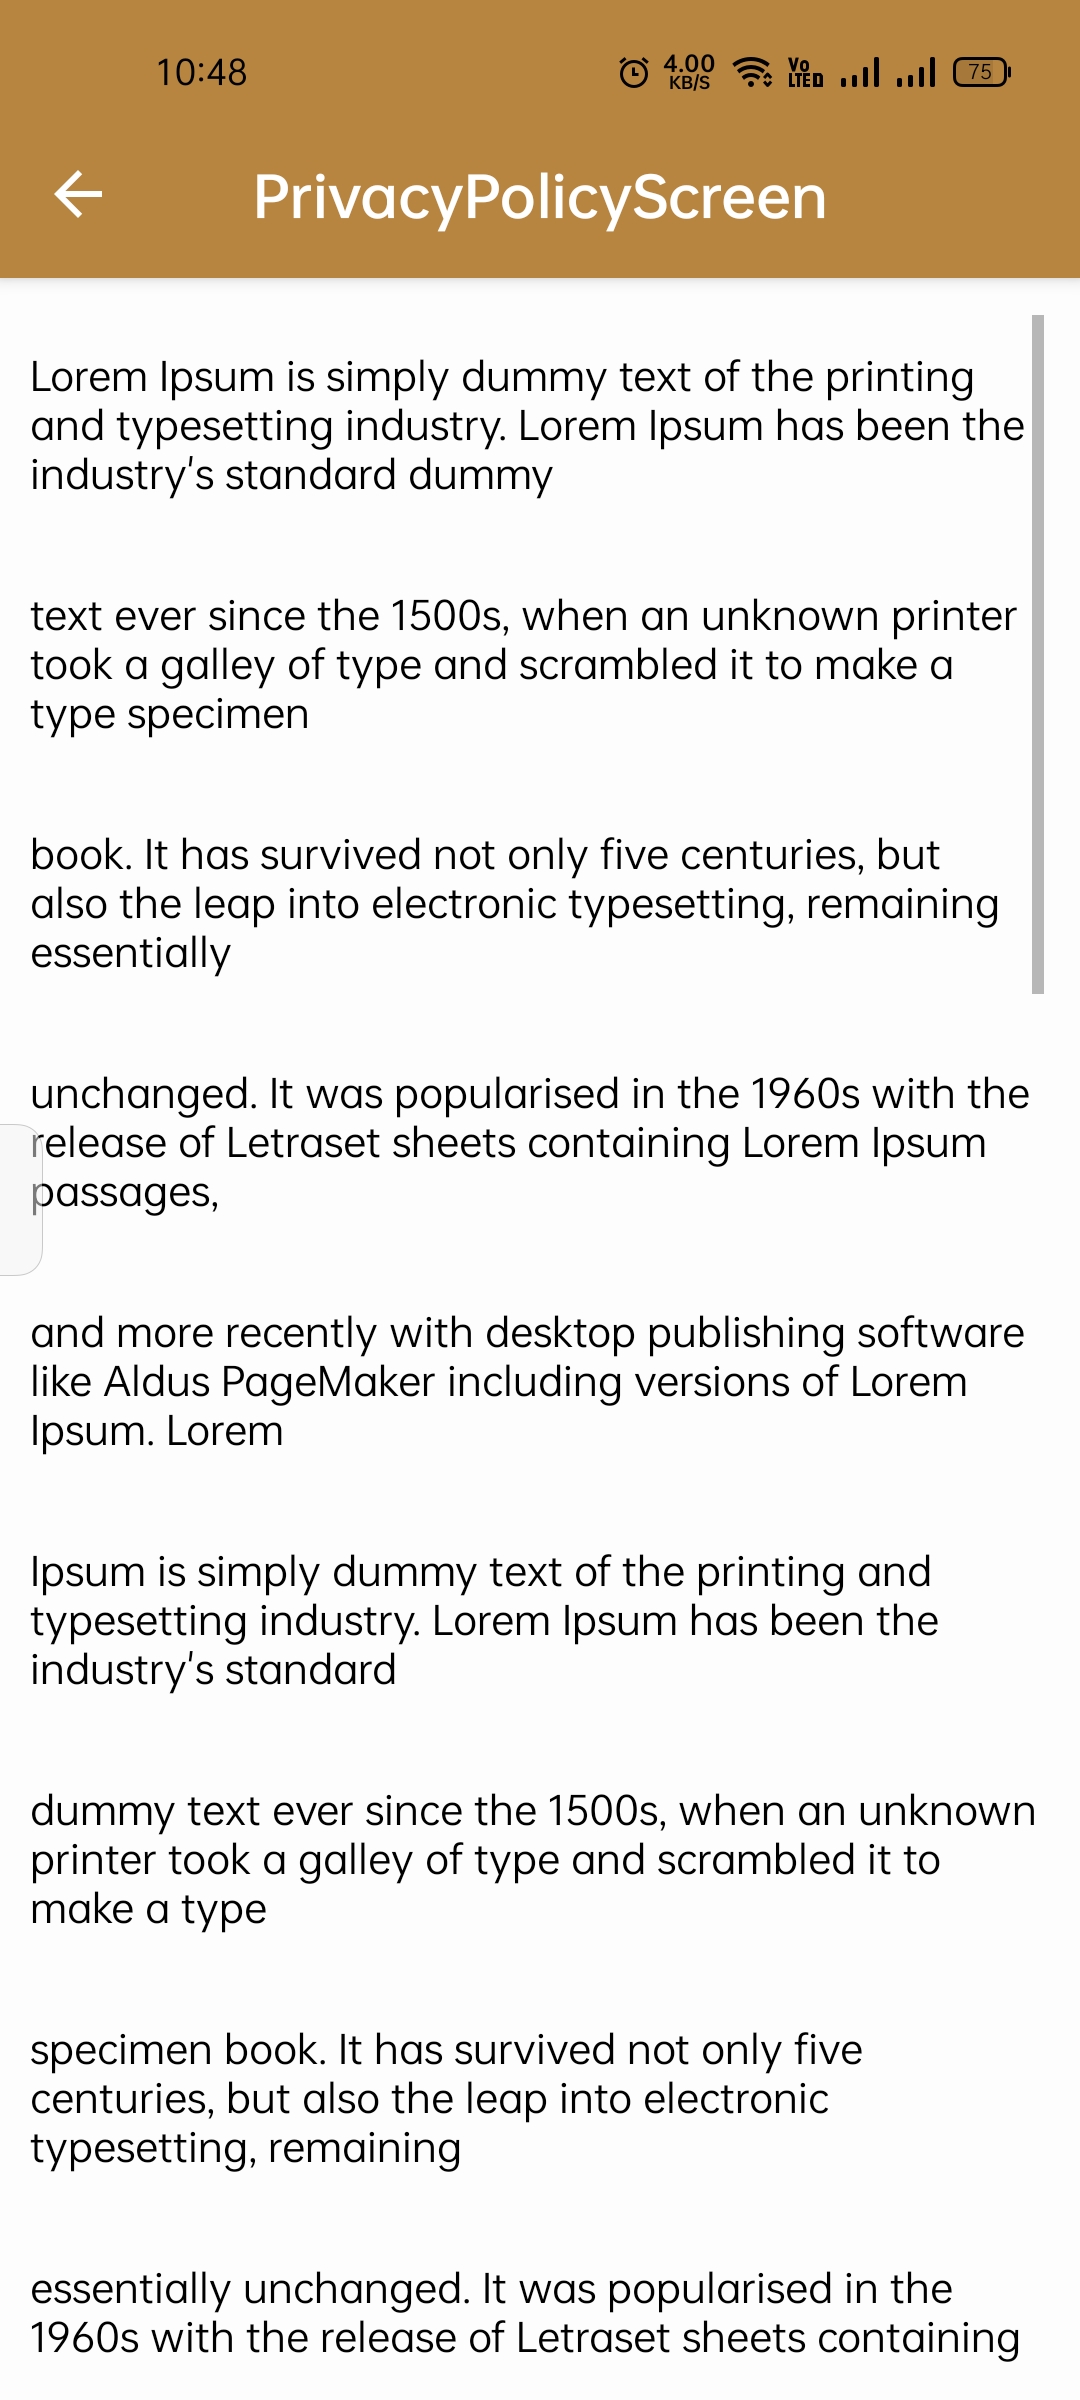 10:48
4.00
KB/S
Vo
LTE
75
PrivacyPolicyScreen
Lorem Ipsum is simply dummy text of the printing
and typesetting industry. Lorem Ipsum has been the
industry's standard dummy
text ever since the 1500s, when an unknown printer
took a galley of type and scrambled it to make a
type specimen
book. It has survived not only five centuries, but
also the leap into electronic typesetting, remaining
essentially
unchanged. It was popularised in the 1960s with the
release of Letraset sheets containing Lorem Ipsum
passages,
and more recently with desktop publishing software
like Aldus PageMaker including versions of Lorem
Ipsum. Lorem
Ipsum is simply dummy text of the printing and
typesetting industry. Lorem Ipsum has been the
industry's standard
dummy text ever since the 1500s, when an unknown
printer took a galley of type and scrambled it to
make a type
specimen book. It has survived not only five
centuries, but also the leap into electronic
typesetting, remaining
essentially unchanged. It was popularised in the
1960s with the release of Letraset sheets containing